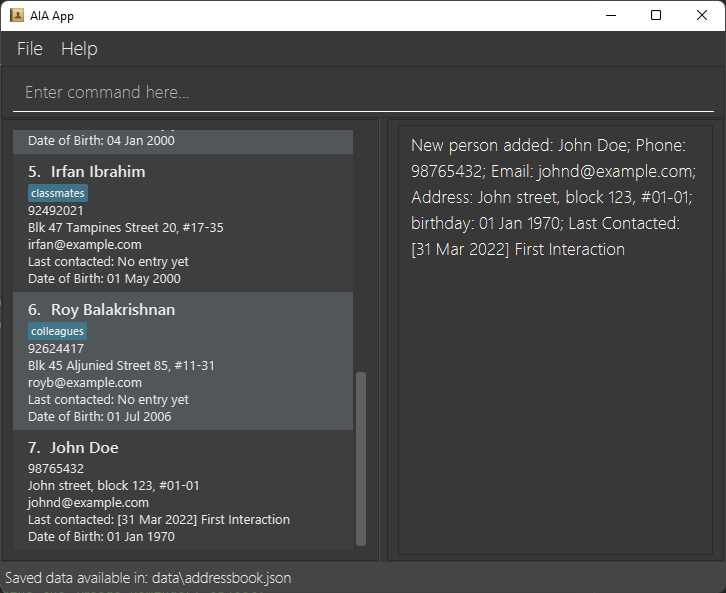 AIA App
File Help
Enter command here...
Date of Birth: 04 Jan 2000
5. Irfan Ibrahim
classmates
92492021
Blk 47 Tampines Street 20, #17-35
irfan@example.com
Last contacted: No entry yet
Date of Birth: 01 May 2000
6. Roy Balakrishnan
colleagues
92624417
Blk 45 Aljunied Street 85, #11-31
royb@example.com
Last contacted: No entry yet
Date of Birth: 01 Jul 2006
7. John Doe
98765432
John street, block 123, #01-01
johnd@example.com
Last contacted: [31 Mar 2022] First Interaction
Date of Birth: 01 Jan 1970
New person added: John Doe; Phone:
98765432; Email: johnd@example.com;
Address: John street, block 123, #01-01;
birthday: 01 Jan 1970; Last Contacted:
[31 Mar 2022] First Interaction
Saved data available in: data\addressbook.json